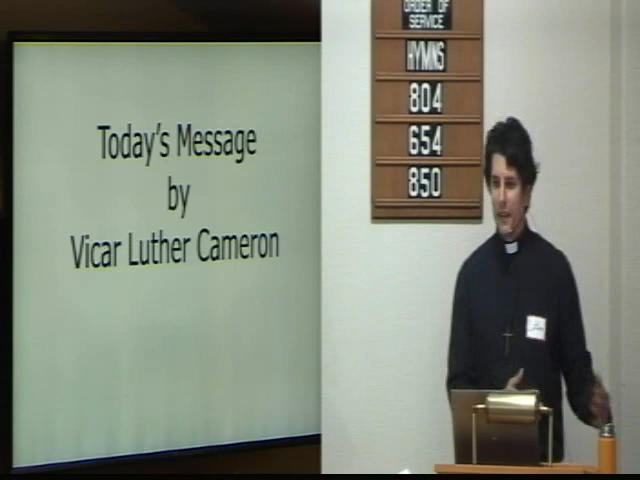 Today's Message
by
Vicar Luther Cameron
ORDER OF
SERVICE
HYMNS
804
654
850